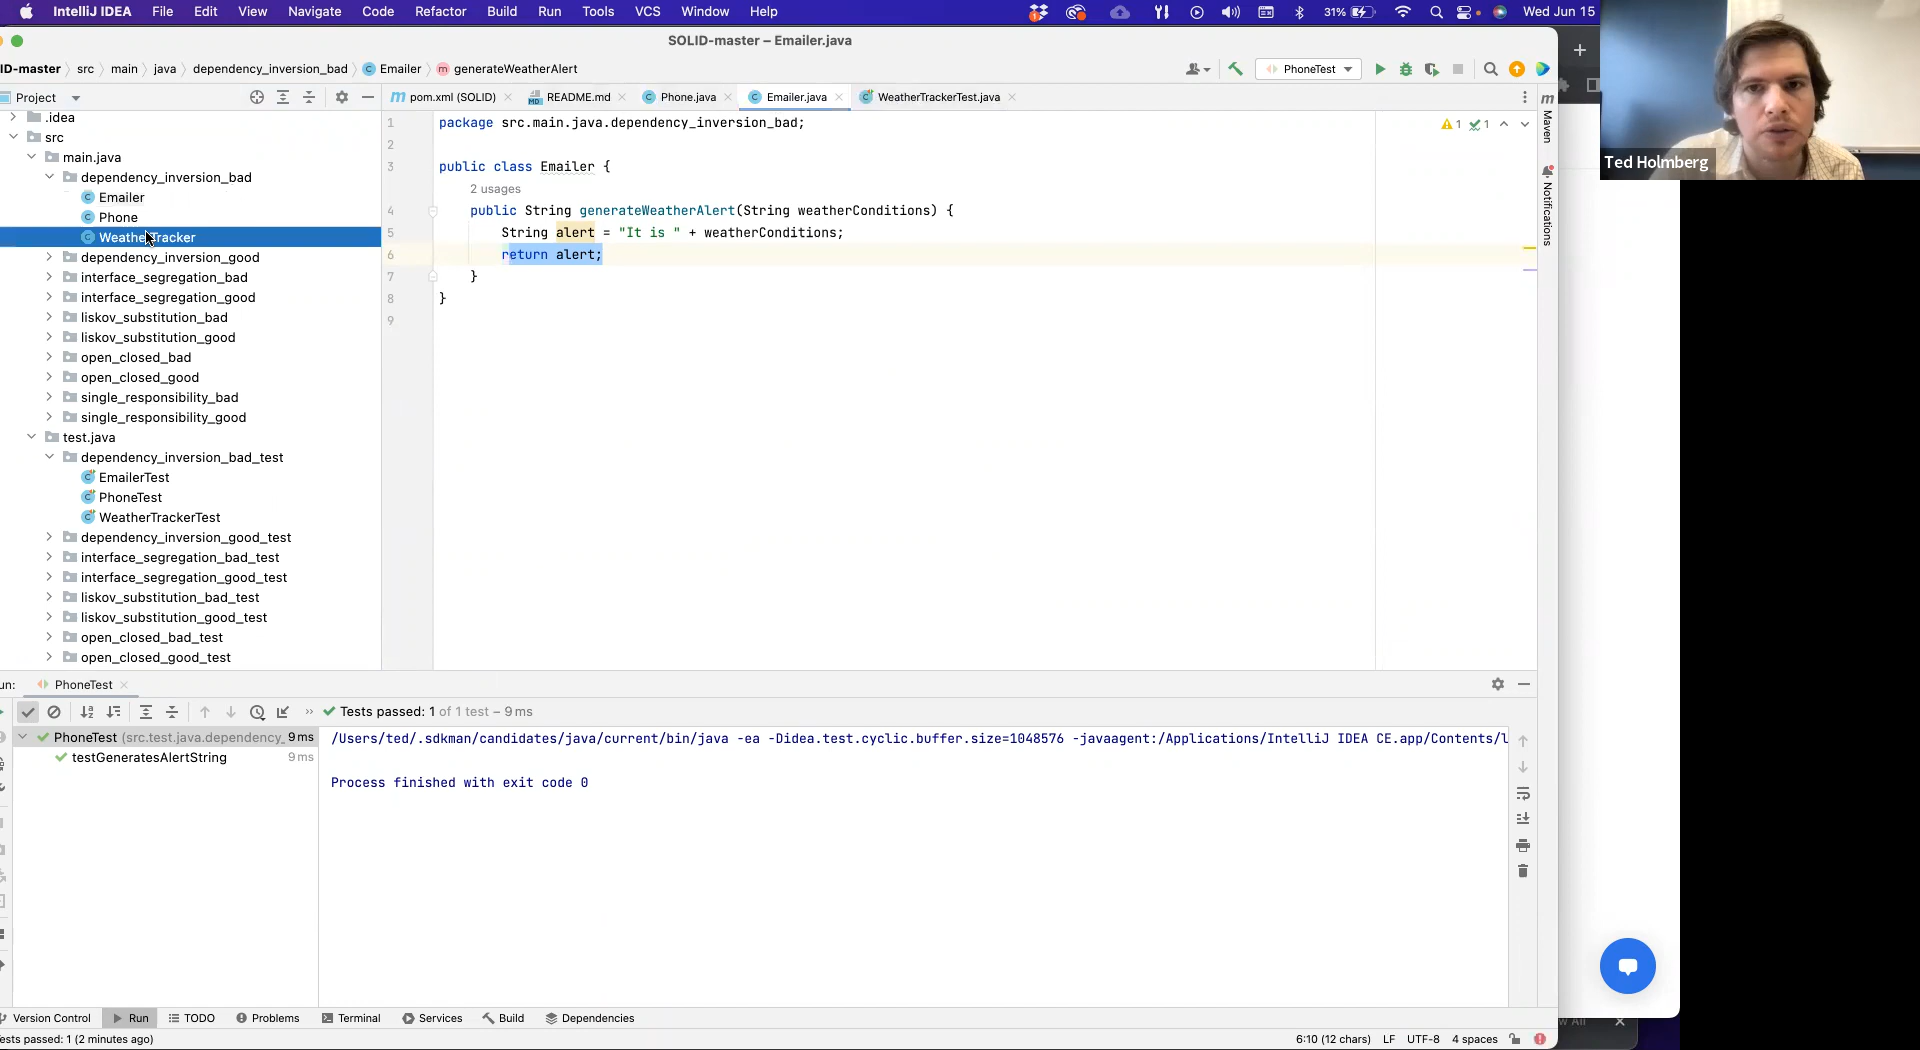 IntelliJ IDEA File Edit View Navigate Code Refactor Build Run Tools VCS Window Help 31% Wed Jun 15
SOLID-master – Emailer.java
ID-master src main java dependency_inversion_bad Emailer generateWeatherAlert PhoneTest
Project
pom.xml (SOLID) README.md Phone.java Emailer.java WeatherTrackerTest.java
.idea
src
main.java
dependency_inversion_bad
Emailer
Phone
WeatherTracker
dependency_inversion_good
interface_segregation_bad
interface_segregation_good
liskov_substitution_bad
liskov_substitution_good
open_closed_bad
open_closed_good
single_responsibility_bad
single_responsibility_good
test.java
dependency_inversion_bad_test
EmailerTest
PhoneTest
WeatherTrackerTest
dependency_inversion_good_test
interface_segregation_bad_test
interface_segregation_good_test
liskov_substitution_bad_test
liskov_substitution_good_test
open_closed_bad_test
open_closed_good_test
1 package src.main.java.dependency_inversion_bad;
2
3 public class Emailer {
2 usages
4 public String generateWeatherAlert(String weatherConditions) {
5 String alert = "It is " + weatherConditions;
6 return alert;
7 }
8 }
9
1 1
Maven
Notifications
Ted Holmberg
un: PhoneTest
Tests passed: 1 of 1 test – 9 ms
PhoneTest (src.test.java.dependency_ 9 ms
testGeneratesAlertString 9 ms
/Users/ted/.sdkman/candidates/java/current/bin/java -ea -Didea.test.cyclic.buffer.size=1048576 -javaagent:/Applications/IntelliJ IDEA CE.app/Contents/l
Process finished with exit code 0
Version Control Run TODO Problems Terminal Services Build Dependencies
ests passed: 1 (2 minutes ago)
6:10 (12 chars) LF UTF-8 4 spaces
w All